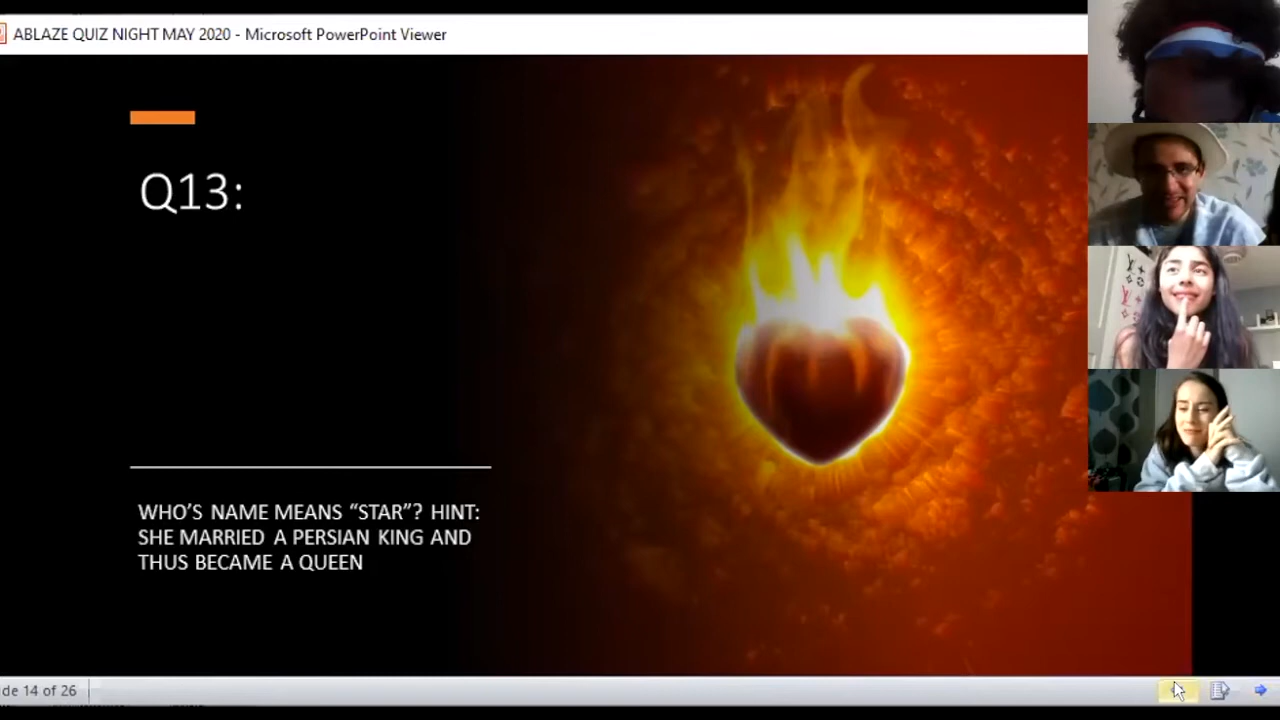 ABLAZE QUIZ NIGHT MAY 2020 - Microsoft PowerPoint Viewer
Q13:
WHO’S NAME MEANS “STAR”? HINT:
SHE MARRIED A PERSIAN KING AND
THUS BECAME A QUEEN
de 14 of 26